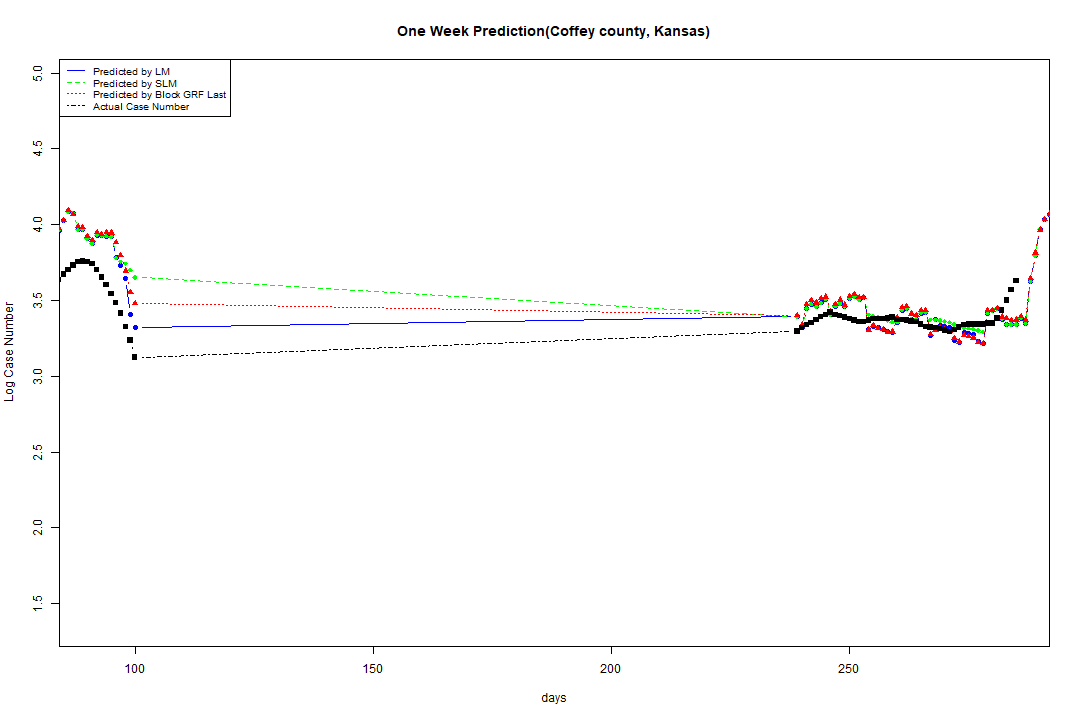 One Week Prediction(Coffey county, Kansas)
Predicted by LM
Predicted by SLM
Predicted by Block GRF Last
Actual Case Number
5.0
4.5
4.0
3.5
3.0
2.5
2.0
1.5
Log Case Number
100
150
200
250
days